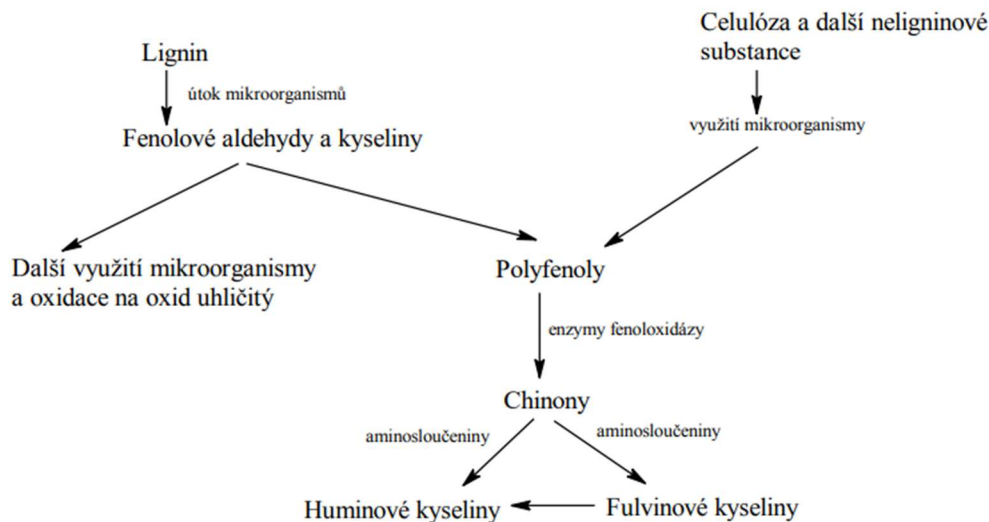 Celulóza a další neligninové
substance
Lignin
útok mikroorganismů
Fenolové aldehydy a kyseliny
využití mikroorganismy
Další využití mikroorganismy
a oxidace na oxid uhličitý
Polyfenoly
enzymy fenoloxidázy
Chinony
aminosloučeniny
aminosloučeniny
Huminové kyseliny
Fulvinové kyseliny